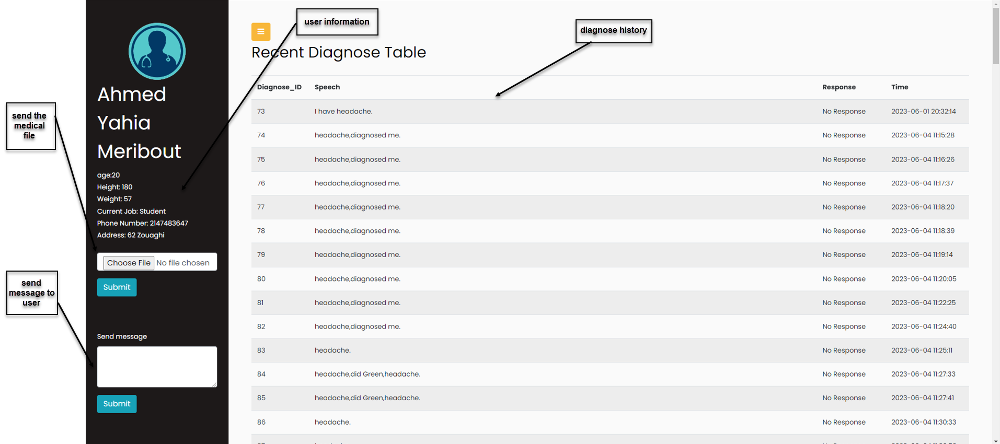 user information
diagnose history
send the
medical
file
send
message to
user
Ahmed
Yahia
Meribout
age:20
Height: 180
Weight: 57
Current Job: Student
Phone Number: 2147483647
Address: 62 Zouaghi
Choose File No file chosen
Submit
Send message
Submit
Recent Diagnose Table
Diagnose_ID Speech Response Time
73 I have headache. No Response 2023-06-01 20:32:14
74 headache,diagnosed me. No Response 2023-06-04 11:15:28
75 headache,diagnosed me. No Response 2023-06-04 11:16:26
76 headache,diagnosed me. No Response 2023-06-04 11:17:37
77 headache,diagnosed me. No Response 2023-06-04 11:18:20
78 headache,diagnosed me. No Response 2023-06-04 11:18:39
79 headache,diagnosed me. No Response 2023-06-04 11:19:14
80 headache,diagnosed me. No Response 2023-06-04 11:20:05
81 headache,diagnosed me. No Response 2023-06-04 11:22:25
82 headache,diagnosed me. No Response 2023-06-04 11:24:40
83 headache. No Response 2023-06-04 11:25:11
84 headache,did Green,headache. No Response 2023-06-04 11:27:33
85 headache,did Green,headache. No Response 2023-06-04 11:27:41
86 headache. No Response 2023-06-04 11:30:33